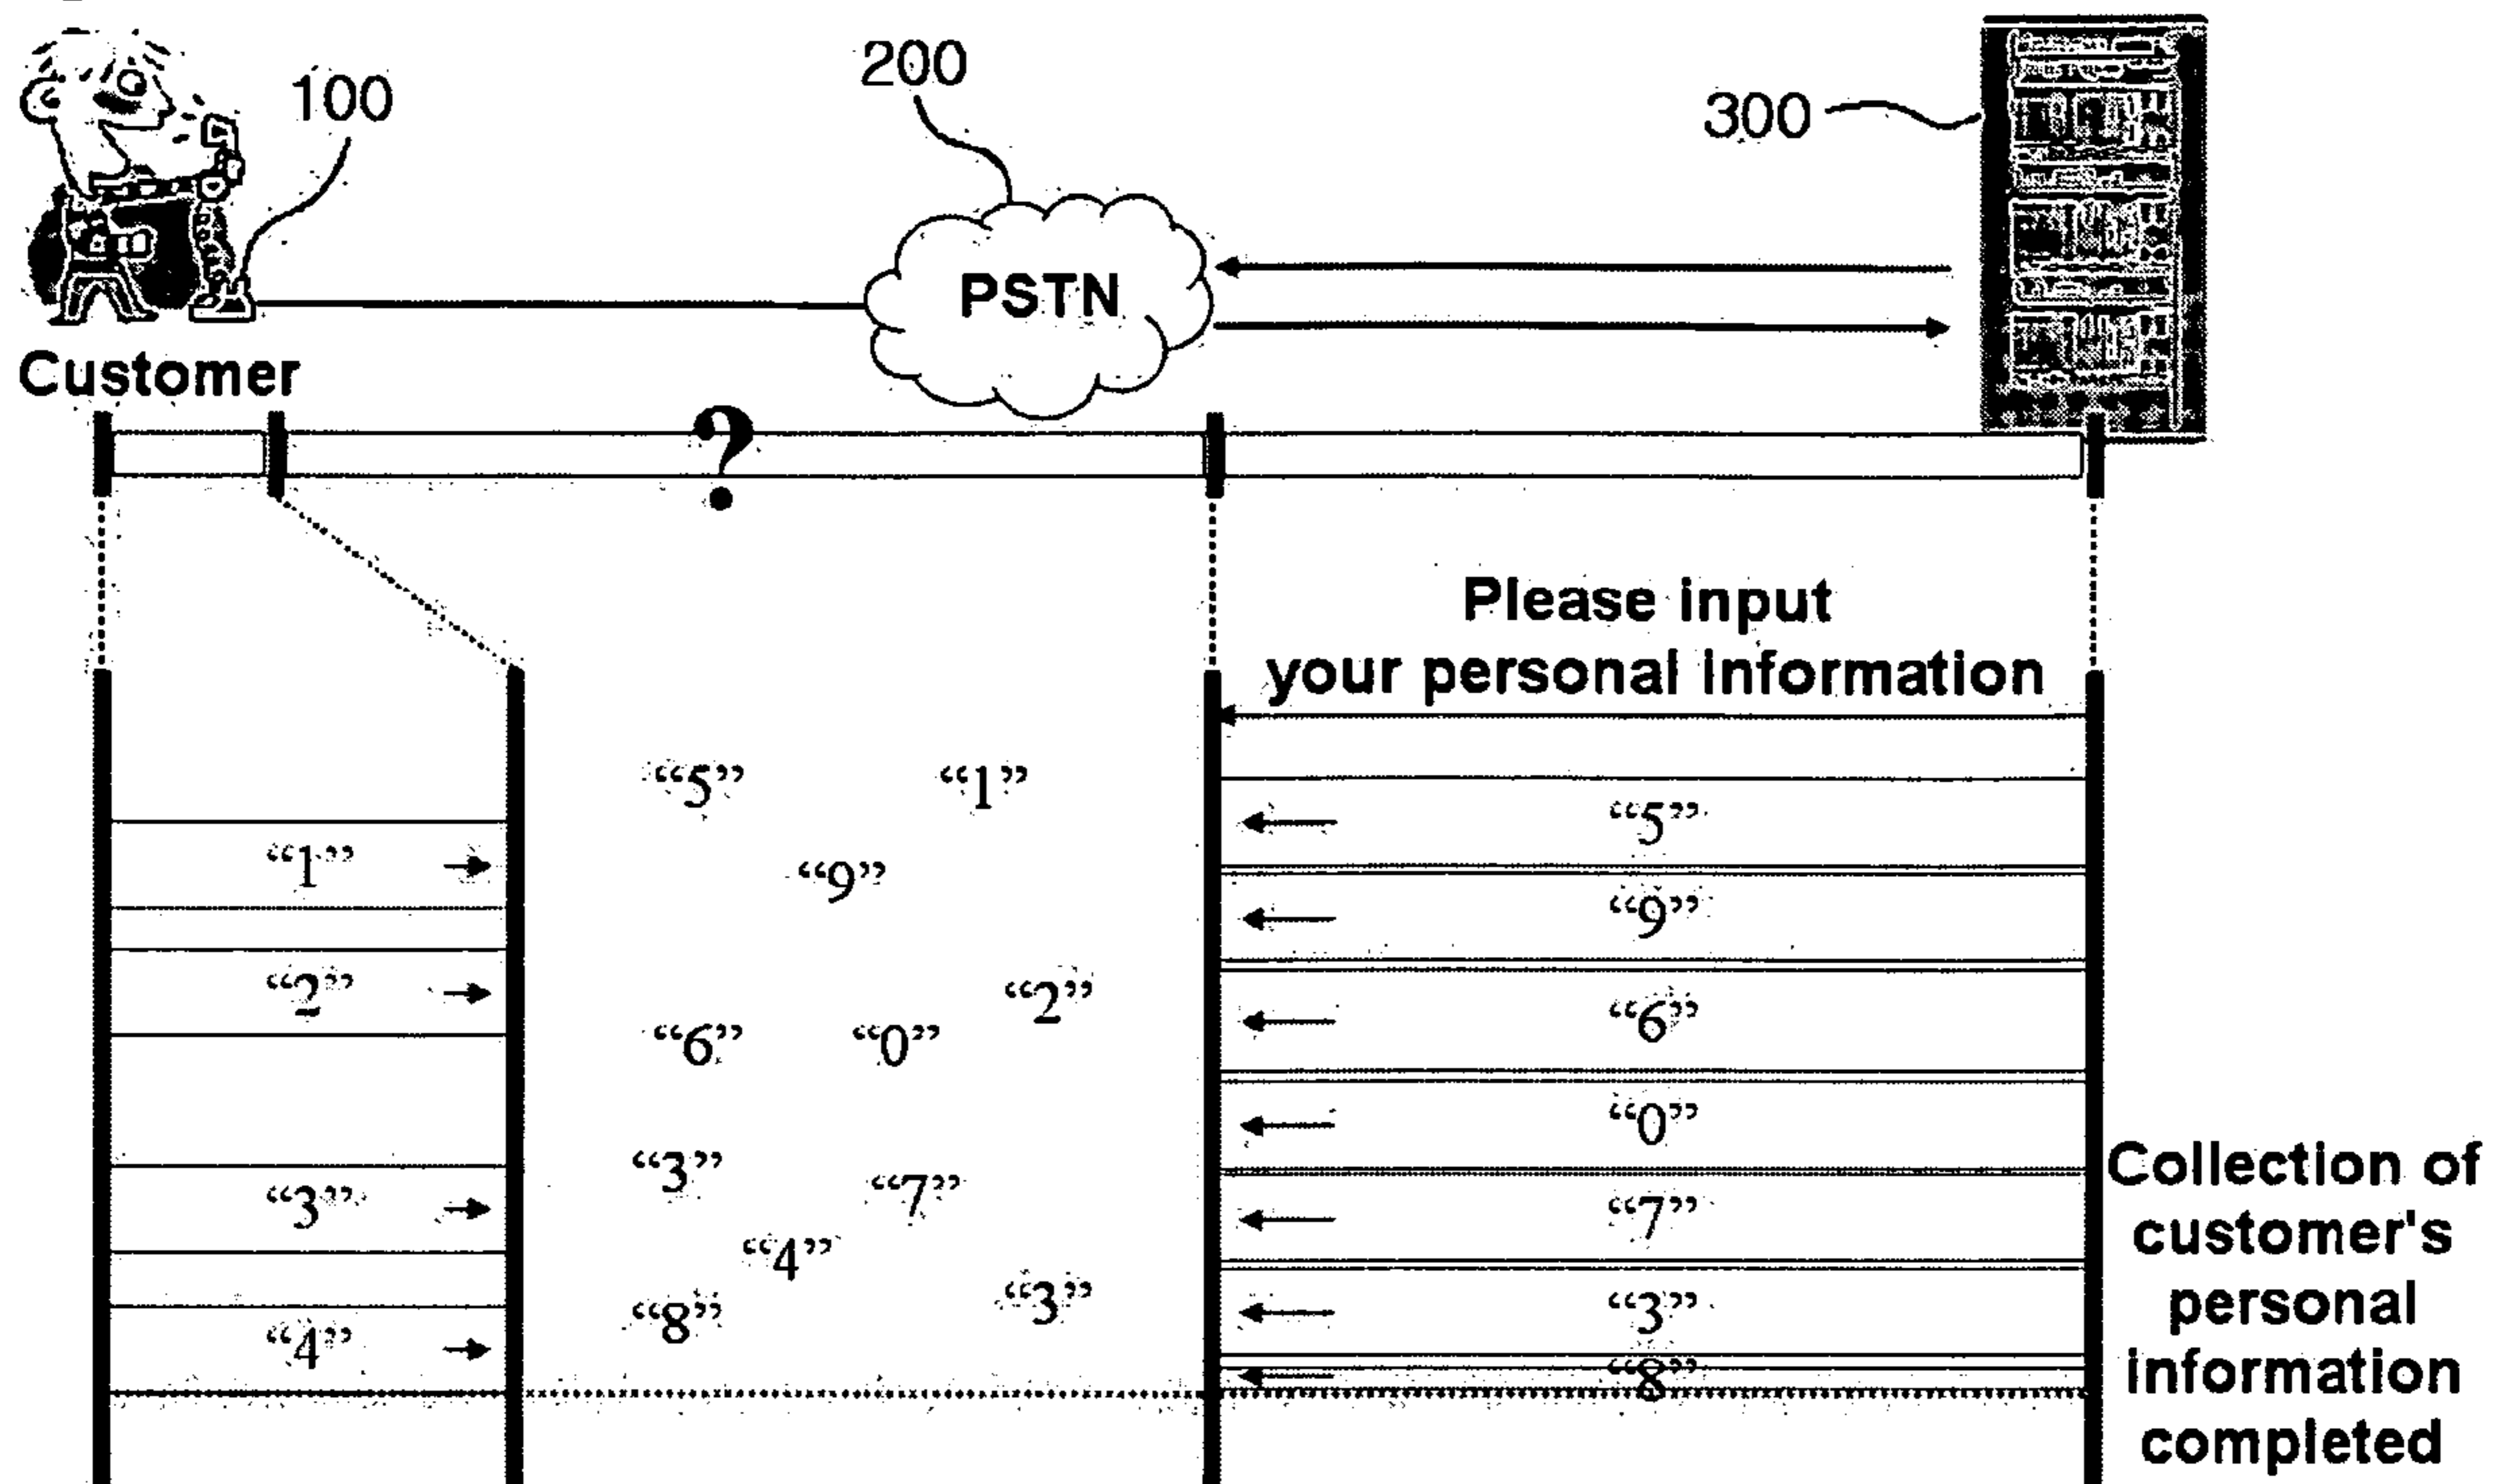 100
200
300
PSTN
Customer
?
Please input
your personal information
“5” “1”
“5”
“1”
“9”
“9”
“2”
“2”
“6” “0”
“6”
“0”
“3”
“7”
“3”
“7”
“4”
“3”
“8”
“3”
“4”
“8”
Collection of
customer's
personal
information
completed